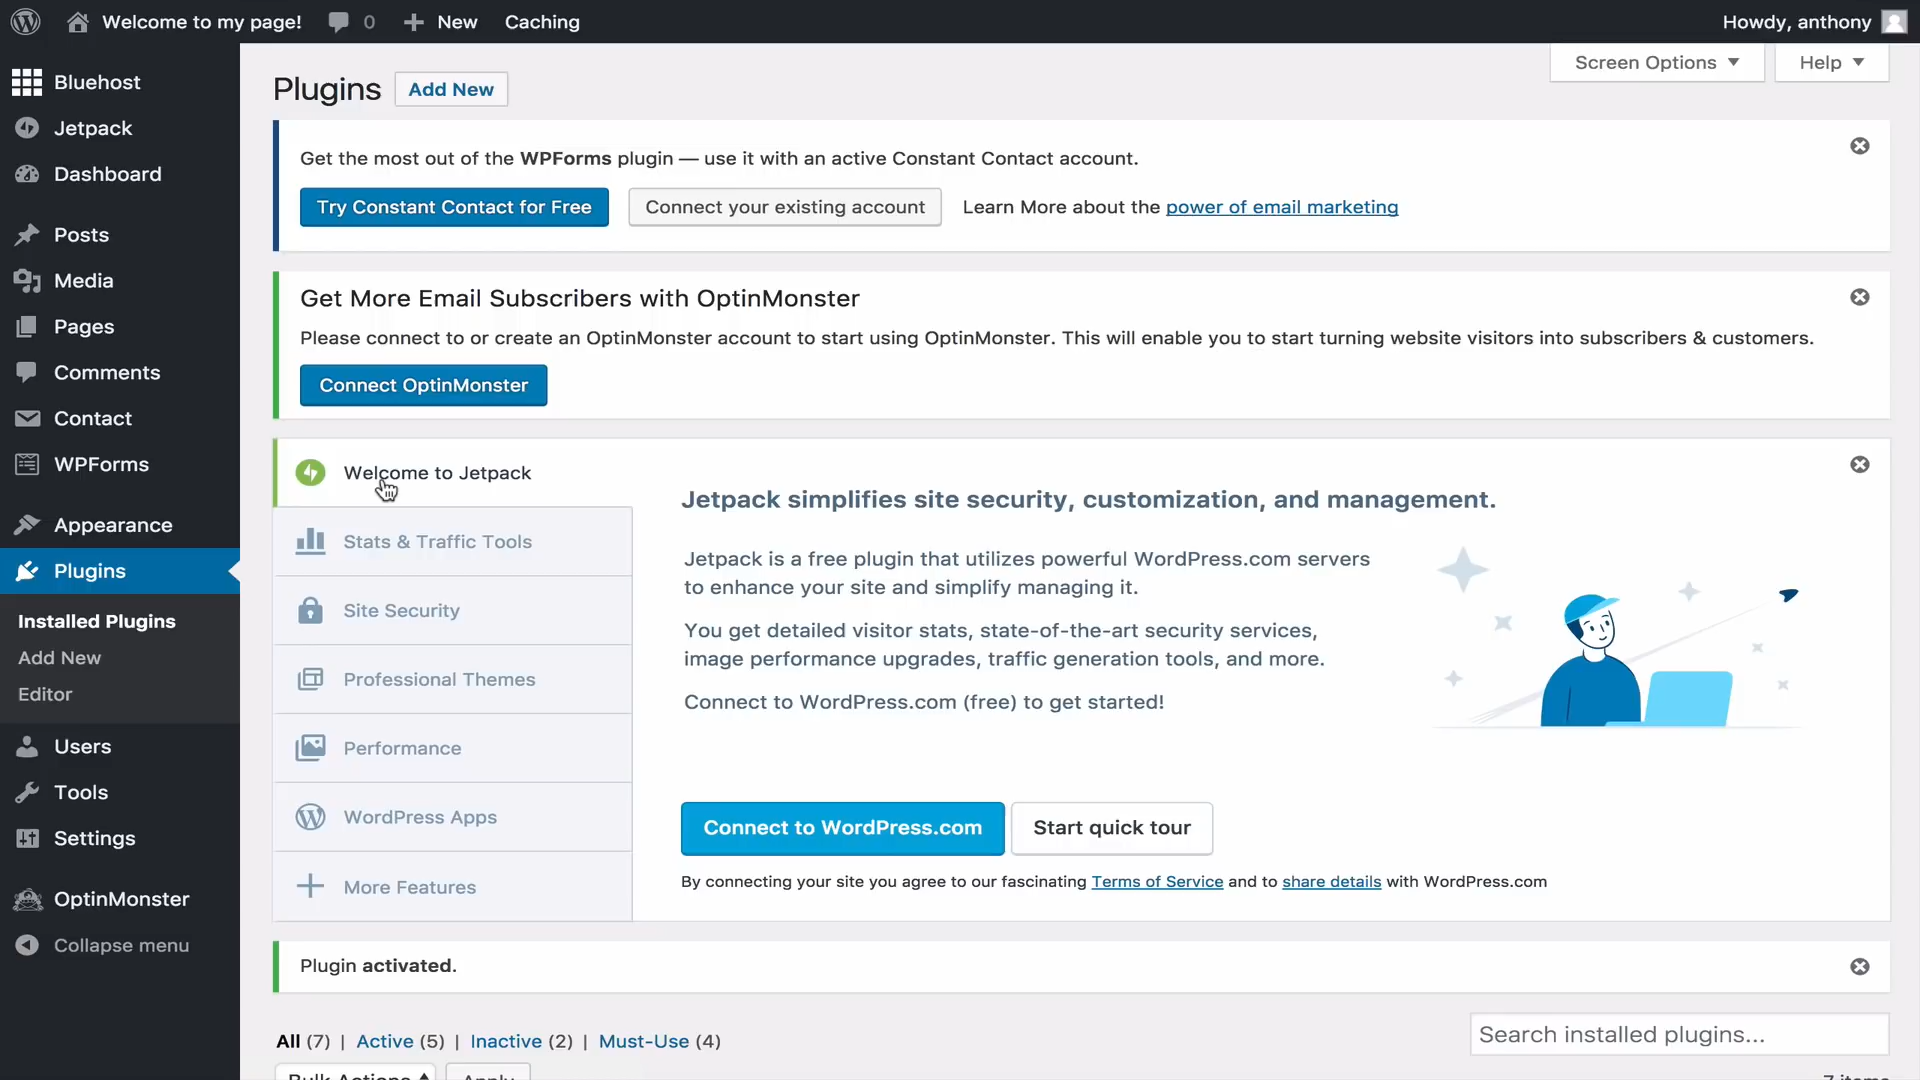 Welcome to my page!
0
New
Caching
Howdy, anthony
Bluehost
Jetpack
Dashboard
Posts
Media
Pages
Comments
Contact
WPForms
Appearance
Plugins
Installed Plugins
Add New
Editor
Users
Tools
Settings
OptinMonster
Collapse menu
Screen Options
Help
Plugins
Add New
Get the most out of the WPForms plugin — use it with an active Constant Contact account.
Try Constant Contact for Free
Connect your existing account
Learn More about the power of email marketing
Get More Email Subscribers with OptinMonster
Please connect to or create an OptinMonster account to start using OptinMonster. This will enable you to start turning website visitors into subscribers & customers.
Connect OptinMonster
Welcome to Jetpack
Stats & Traffic Tools
Site Security
Professional Themes
Performance
WordPress Apps
More Features
Jetpack simplifies site security, customization, and management.
Jetpack is a free plugin that utilizes powerful WordPress.com servers
to enhance your site and simplify managing it.
You get detailed visitor stats, state-of-the-art security services,
image performance upgrades, traffic generation tools, and more.
Connect to WordPress.com (free) to get started!
Connect to WordPress.com
Start quick tour
By connecting your site you agree to our fascinating Terms of Service and to share details with WordPress.com
Plugin activated.
All (7) | Active (5) | Inactive (2) | Must-Use (4)
Search installed plugins...
Bulk Actions
Apply
7 items